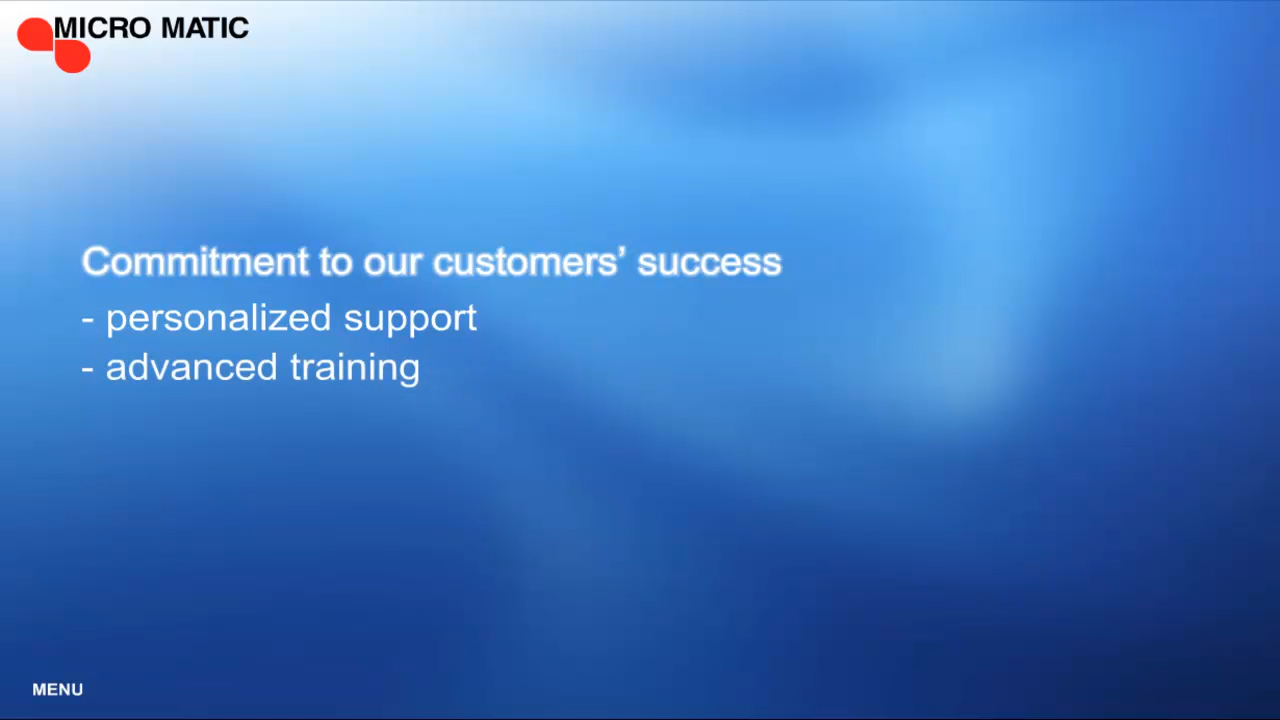 MICRO MATIC
Commitment to our customers’ success
- personalized support
- advanced training
MENU